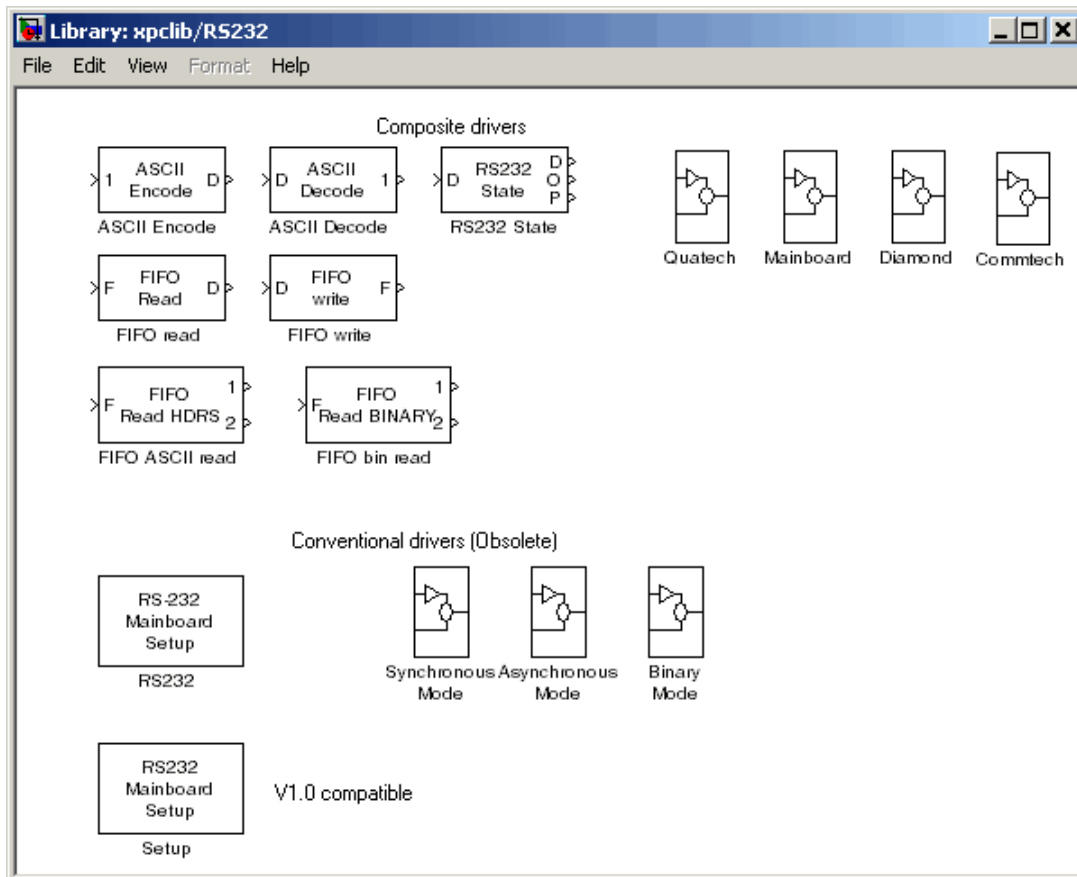 Library: xpclib/RS232
File Edit View Format Help
Composite drivers
1 ASCII Encode D
ASCII Encode
D ASCII Decode 1
ASCII Decode
D RS232 State D O P
RS232 State
Quatech
Mainboard
Diamond
Commtech
F FIFO Read D
FIFO read
D FIFO write F
FIFO write
F FIFO Read HDRS 1 2
FIFO ASCII read
F FIFO Read BINARY 1 2
FIFO bin read
Conventional drivers (Obsolete)
RS-232
Mainboard
Setup
RS232
Synchronous
Mode
Asynchronous
Mode
Binary
Mode
RS232
Mainboard
Setup
Setup
V1.0 compatible